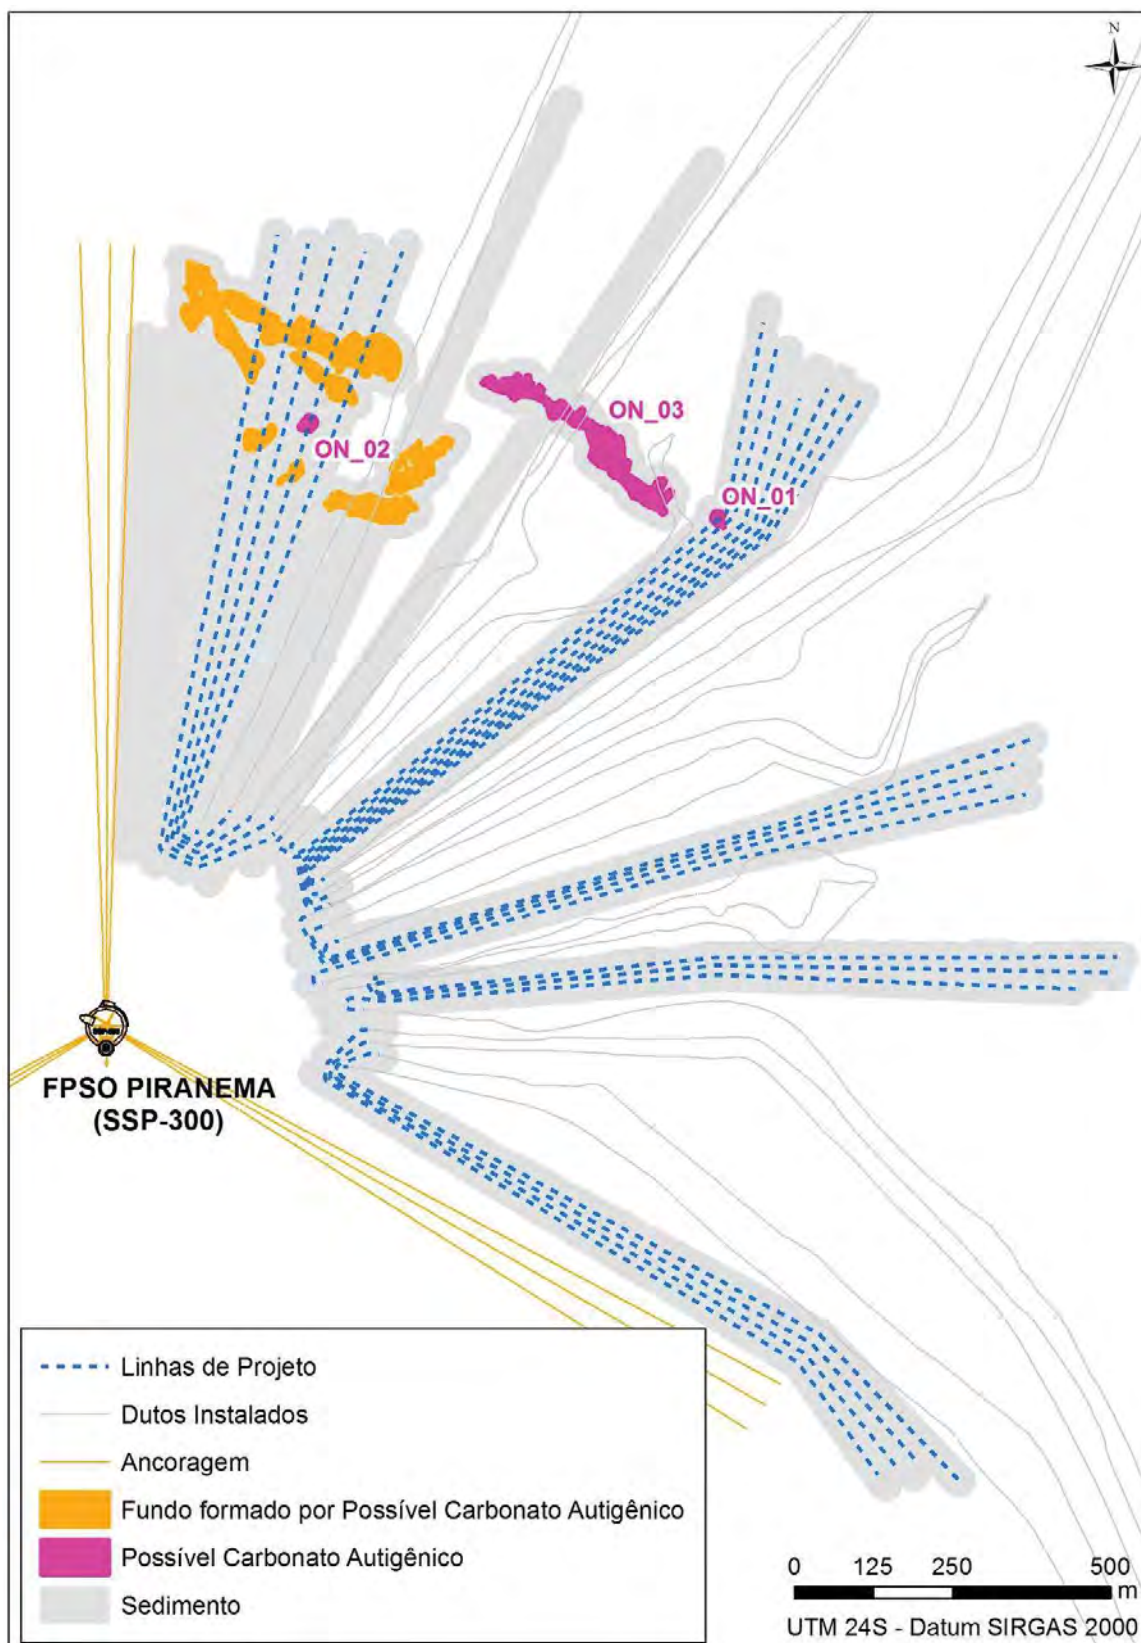 N
ON_03
ON_02
ON_01
FPSO PIRANEMA
(SSP-300)
Linhas de Projeto
Dutos Instalados
Ancoragem
Fundo formado por Possível Carbonato Autigênico
Possível Carbonato Autigênico
Sedimento
0 125 250 500
m
UTM 24S - Datum SIRGAS 2000